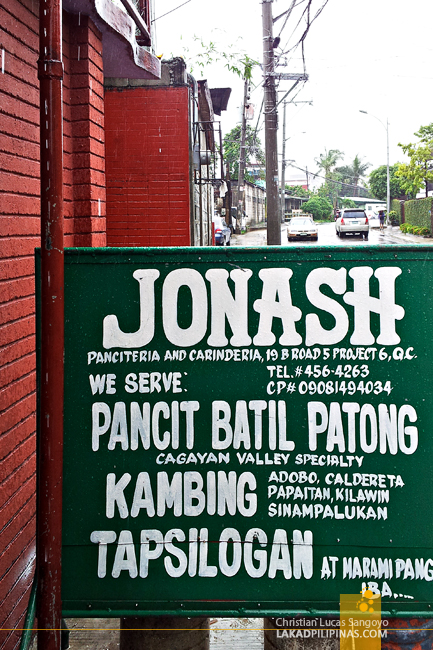 JONASH
PANCITERIA AND CARINDERIA, 19 B ROAD 5 PROJECT 6, Q.C.
WE SERVE:
TEL.#456-4263
CP# 09081494034
PANCIT BATIL PATONG
CAGAYAN VALLEY SPECIALTY
KAMBING
ADOBO, CALDERETA
PAPAITAN, KILAWIN
SINAMPALUKAN
TAPSILOGAN AT MARAMI PANG
IBA,...
Christian Lucas Sangoyo
LAKADPILIPINAS.COM